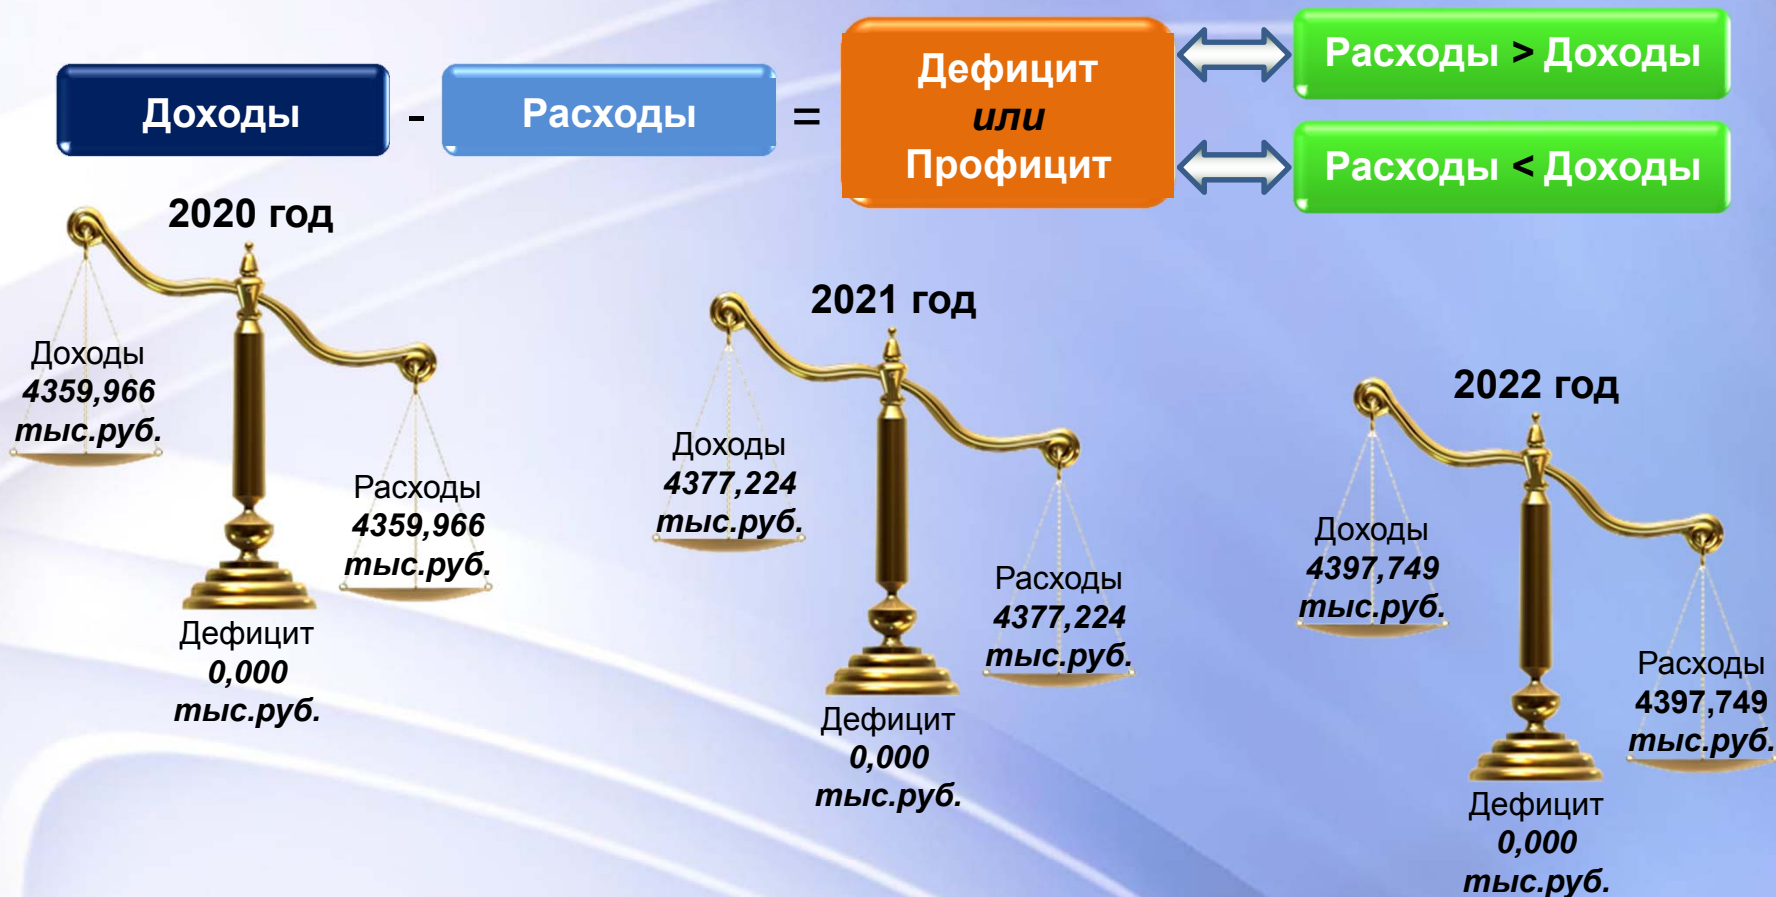 Доходы
-
Расходы
=
Дефицит
или
Профицит
Расходы > Доходы
Расходы < Доходы
2020 год
Доходы
4359,966
тыс.руб.
Расходы
4359,966
тыс.руб.
Дефицит
0,000
тыс.руб.
2021 год
Доходы
4377,224
тыс.руб.
Расходы
4377,224
тыс.руб.
Дефицит
0,000
тыс.руб.
2022 год
Доходы
4397,749
тыс.руб.
Расходы
4397,749
тыс.руб.
Дефицит
0,000
тыс.руб.